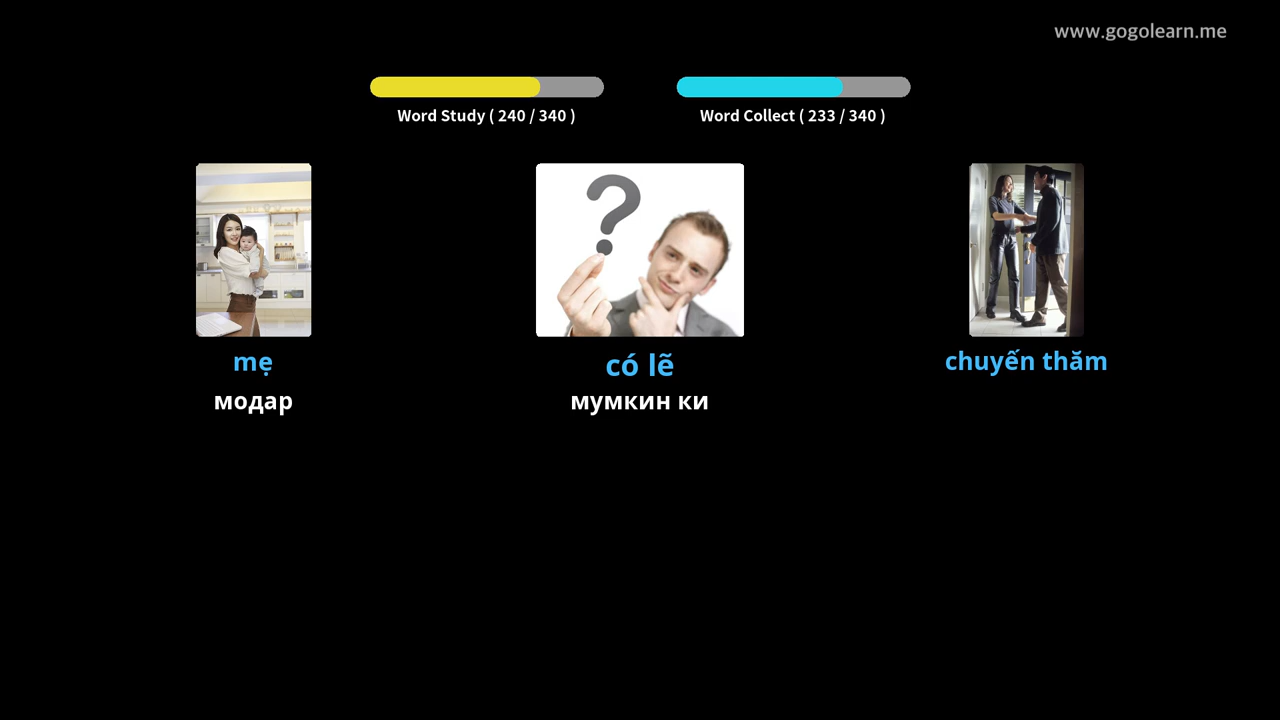 www.gogolearn.me
Word Study ( 240 / 340 )
Word Collect ( 233 / 340 )
mẹ
модар
có lẽ
мумкин ки
chuyến thăm